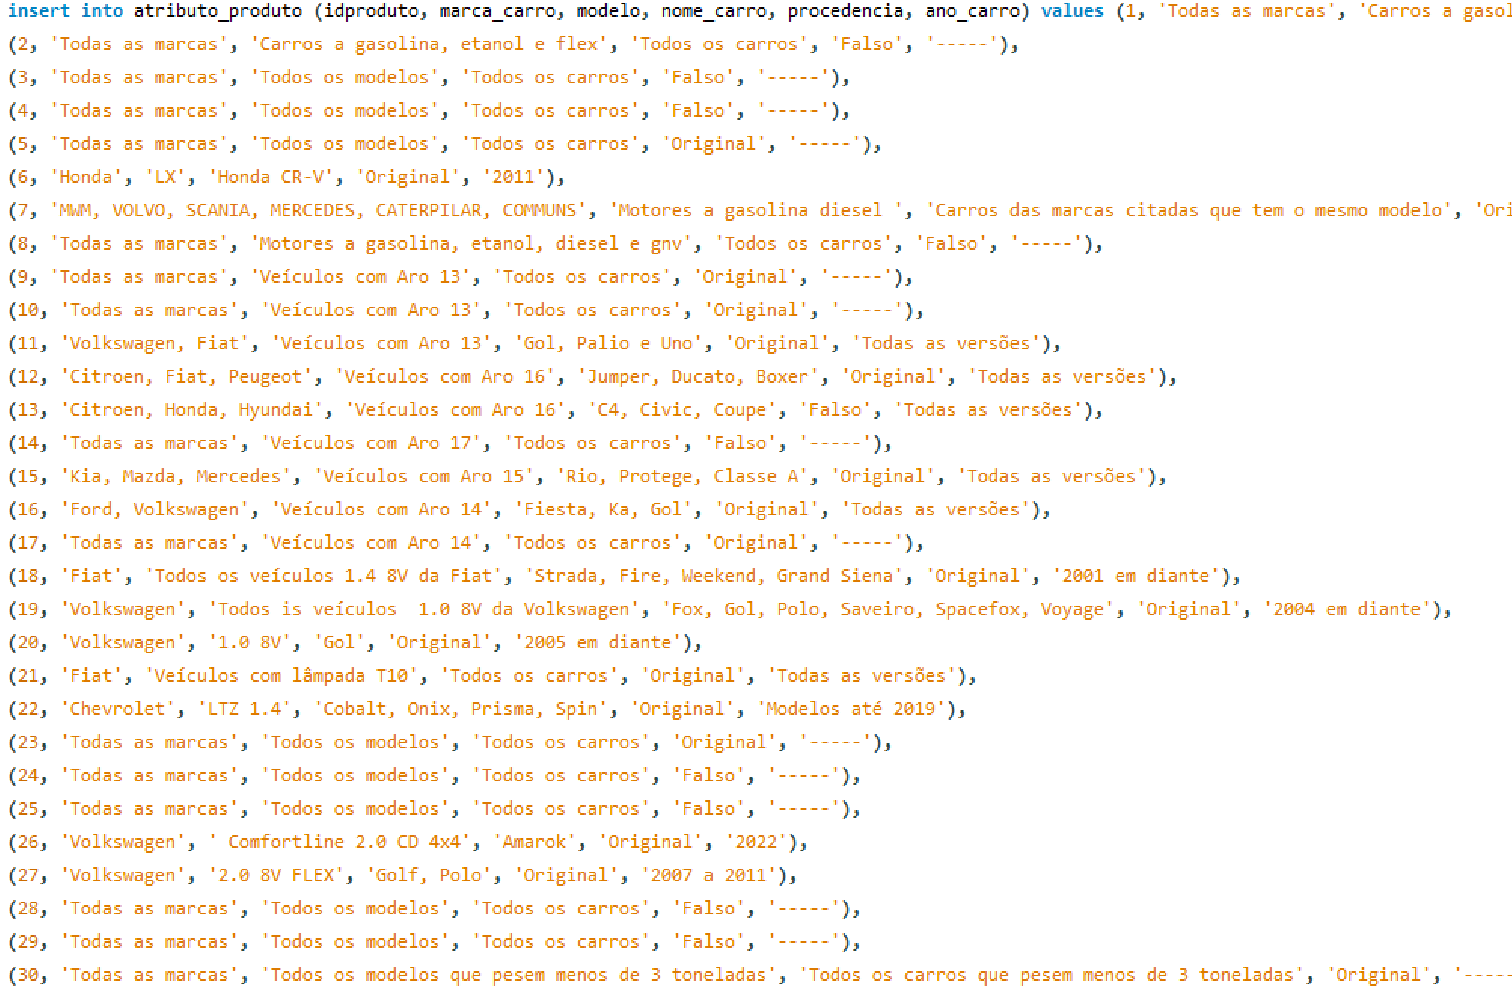 insert into atributo_produto (idproduto, marca_carro, modelo, nome_carro, procedencia, ano_carro) values (1, 'Todas as marcas', 'Carros a gasol
(2, 'Todas as marcas', 'Carros a gasolina, etanol e flex', 'Todos os carros', 'Falso', '-----'),
(3, 'Todas as marcas', 'Todos os modelos', 'Todos os carros', 'Falso', '-----'),
(4, 'Todas as marcas', 'Todos os modelos', 'Todos os carros', 'Falso', '-----'),
(5, 'Todas as marcas', 'Todos os modelos', 'Todos os carros', 'Original', '-----'),
(6, 'Honda', 'LX', 'Honda CR-V', 'Original', '2011'),
(7, 'MWM, VOLVO, SCANIA, MERCEDES, CATERPILAR, COMMUNS', 'Motores a gasolina diesel ', 'Carros das marcas citadas que tem o mesmo modelo', 'Ori
(8, 'Todas as marcas', 'Motores a gasolina, etanol, diesel e gnv', 'Todos os carros', 'Falso', '-----'),
(9, 'Todas as marcas', 'Veículos com Aro 13', 'Todos os carros', 'Original', '-----'),
(10, 'Todas as marcas', 'Veículos com Aro 13', 'Todos os carros', 'Original', '-----'),
(11, 'Volkswagen, Fiat', 'Veículos com Aro 13', 'Gol, Palio e Uno', 'Original', 'Todas as versões'),
(12, 'Citroen, Fiat, Peugeot', 'Veículos com Aro 16', 'Jumper, Ducato, Boxer', 'Original', 'Todas as versões'),
(13, 'Citroen, Honda, Hyundai', 'Veículos com Aro 16', 'C4, Civic, Coupe', 'Falso', 'Todas as versões'),
(14, 'Todas as marcas', 'Veículos com Aro 17', 'Todos os carros', 'Falso', '-----'),
(15, 'Kia, Mazda, Mercedes', 'Veículos com Aro 15', 'Rio, Protege, Classe A', 'Original', 'Todas as versões'),
(16, 'Ford, Volkswagen', 'Veículos com Aro 14', 'Fiesta, Ka, Gol', 'Original', 'Todas as versões'),
(17, 'Todas as marcas', 'Veículos com Aro 14', 'Todos os carros', 'Original', '-----'),
(18, 'Fiat', 'Todos os veículos 1.4 8V da Fiat', 'Strada, Fire, Weekend, Grand Siena', 'Original', '2001 em diante'),
(19, 'Volkswagen', 'Todos is veículos  1.0 8V da Volkswagen', 'Fox, Gol, Polo, Saveiro, Spacefox, Voyage', 'Original', '2004 em diante'),
(20, 'Volkswagen', '1.0 8V', 'Gol', 'Original', '2005 em diante'),
(21, 'Fiat', 'Veículos com lâmpada T10', 'Todos os carros', 'Original', 'Todas as versões'),
(22, 'Chevrolet', 'LTZ 1.4', 'Cobalt, Onix, Prisma, Spin', 'Original', 'Modelos até 2019'),
(23, 'Todas as marcas', 'Todos os modelos', 'Todos os carros', 'Original', '-----'),
(24, 'Todas as marcas', 'Todos os modelos', 'Todos os carros', 'Falso', '-----'),
(25, 'Todas as marcas', 'Todos os modelos', 'Todos os carros', 'Falso', '-----'),
(26, 'Volkswagen', ' Comfortline 2.0 CD 4x4', 'Amarok', 'Original', '2022'),
(27, 'Volkswagen', '2.0 8V FLEX', 'Golf, Polo', 'Original', '2007 a 2011'),
(28, 'Todas as marcas', 'Todos os modelos', 'Todos os carros', 'Falso', '-----'),
(29, 'Todas as marcas', 'Todos os modelos', 'Todos os carros', 'Falso', '-----'),
(30, 'Todas as marcas', 'Todos os modelos que pesem menos de 3 toneladas', 'Todos os carros que pesem menos de 3 toneladas', 'Original', '-----